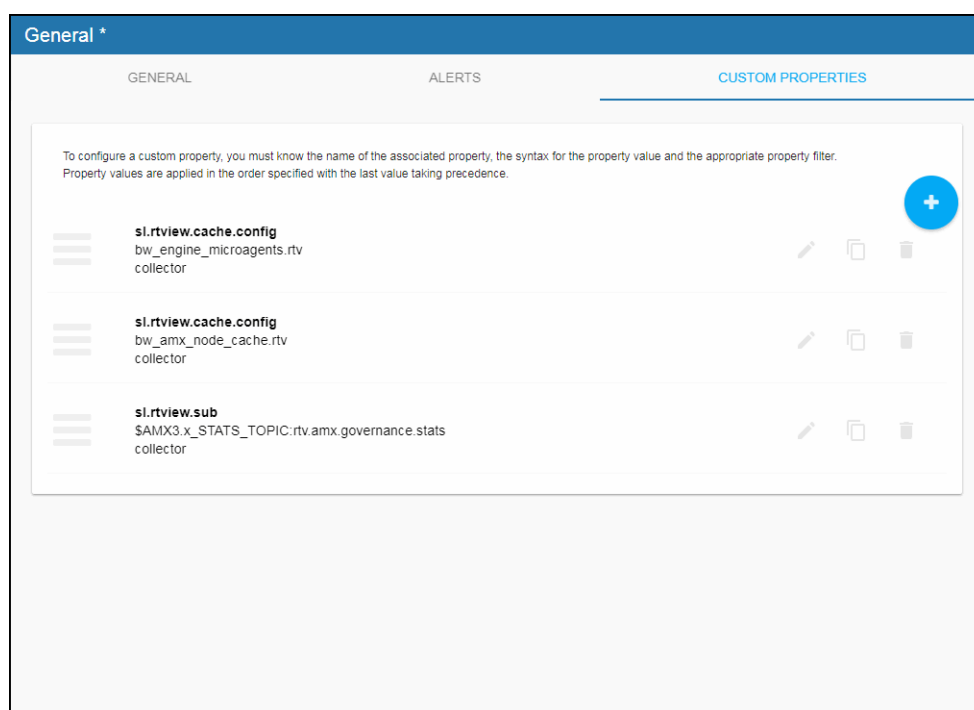 General *
GENERAL
ALERTS
CUSTOM PROPERTIES
To configure a custom property, you must know the name of the associated property, the syntax for the property value and the appropriate property filter.
Property values are applied in the order specified with the last value taking precedence.
sl.rtview.cache.config
bw_engine_microagents.rtv
collector
sl.rtview.cache.config
bw_amx_node_cache.rtv
collector
sl.rtview.sub
$AMX3.x_STATS_TOPIC:rtv.amx.governance.stats
collector